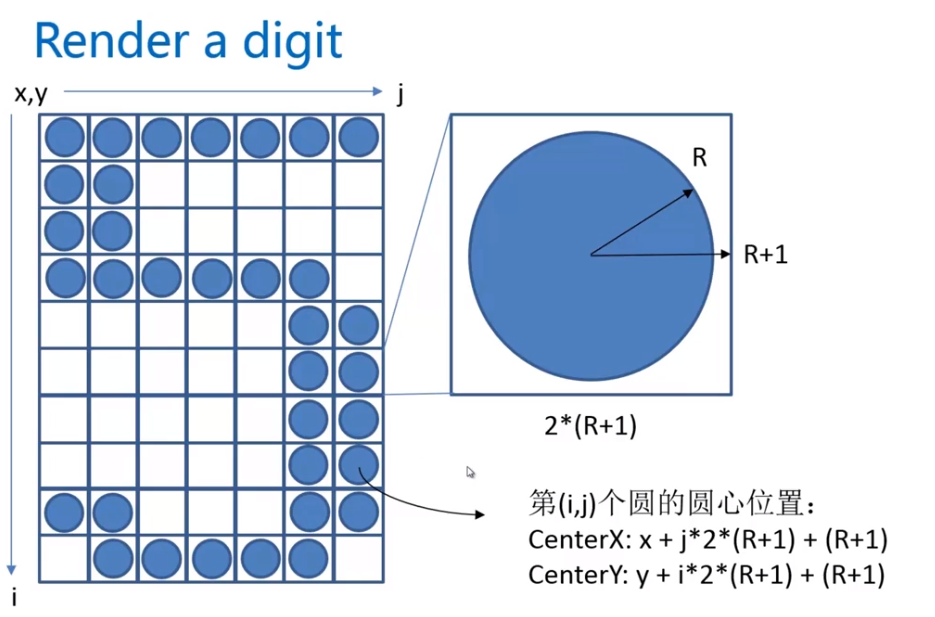 Render a digit
x,y
j
R
R+1
2*(R+1)
第(i,j)个圆的圆心位置：
CenterX: x + j*2*(R+1) + (R+1)
CenterY: y + i*2*(R+1) + (R+1)
i